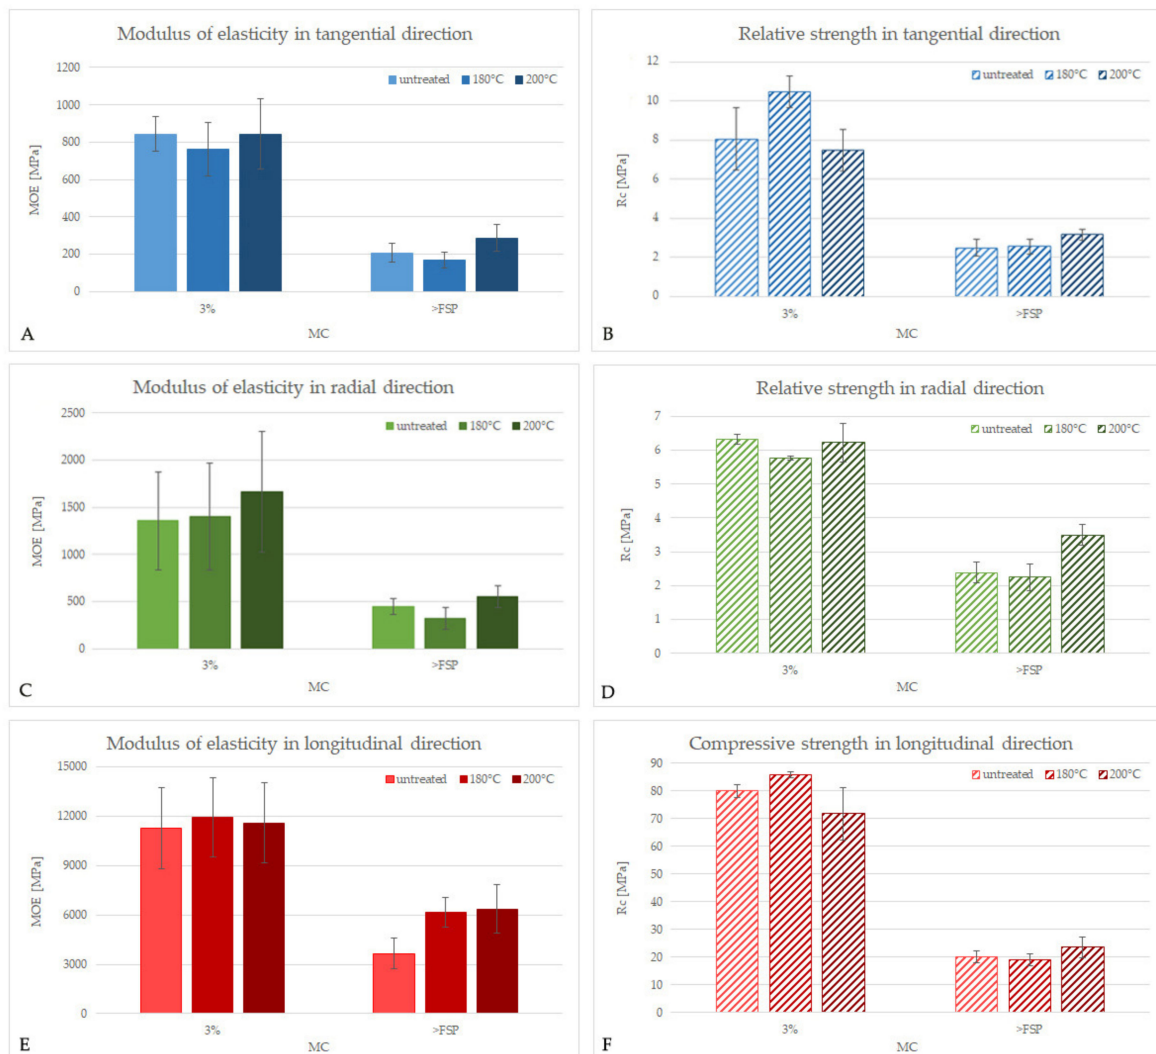 Modulus of elasticity in tangential direction
untreated 180°C 200°C
1200
1000
800
600
400
200
0
MOE [MPa]
3% >FSP
MC
A
Relative strength in tangential direction
untreated 180°C 200°C
12
10
8
6
4
2
0
Rc [MPa]
3% >FSP
MC
B
Modulus of elasticity in radial direction
untreated 180°C 200°C
2500
2000
1500
1000
500
0
MOE [MPa]
3% >FSP
MC
C
Relative strength in radial direction
untreated 180°C 200°C
7
6
5
4
3
2
1
0
Rc [MPa]
3% >FSP
MC
D
Modulus of elasticity in longitudinal direction
untreated 180°C 200°C
15000
12000
9000
6000
3000
0
MOE [MPa]
3% >FSP
MC
E
Compressive strength in longitudinal direction
untreated 180°C 200°C
90
80
70
60
50
40
30
20
10
0
Rc [MPa]
3% >FSP
MC
F